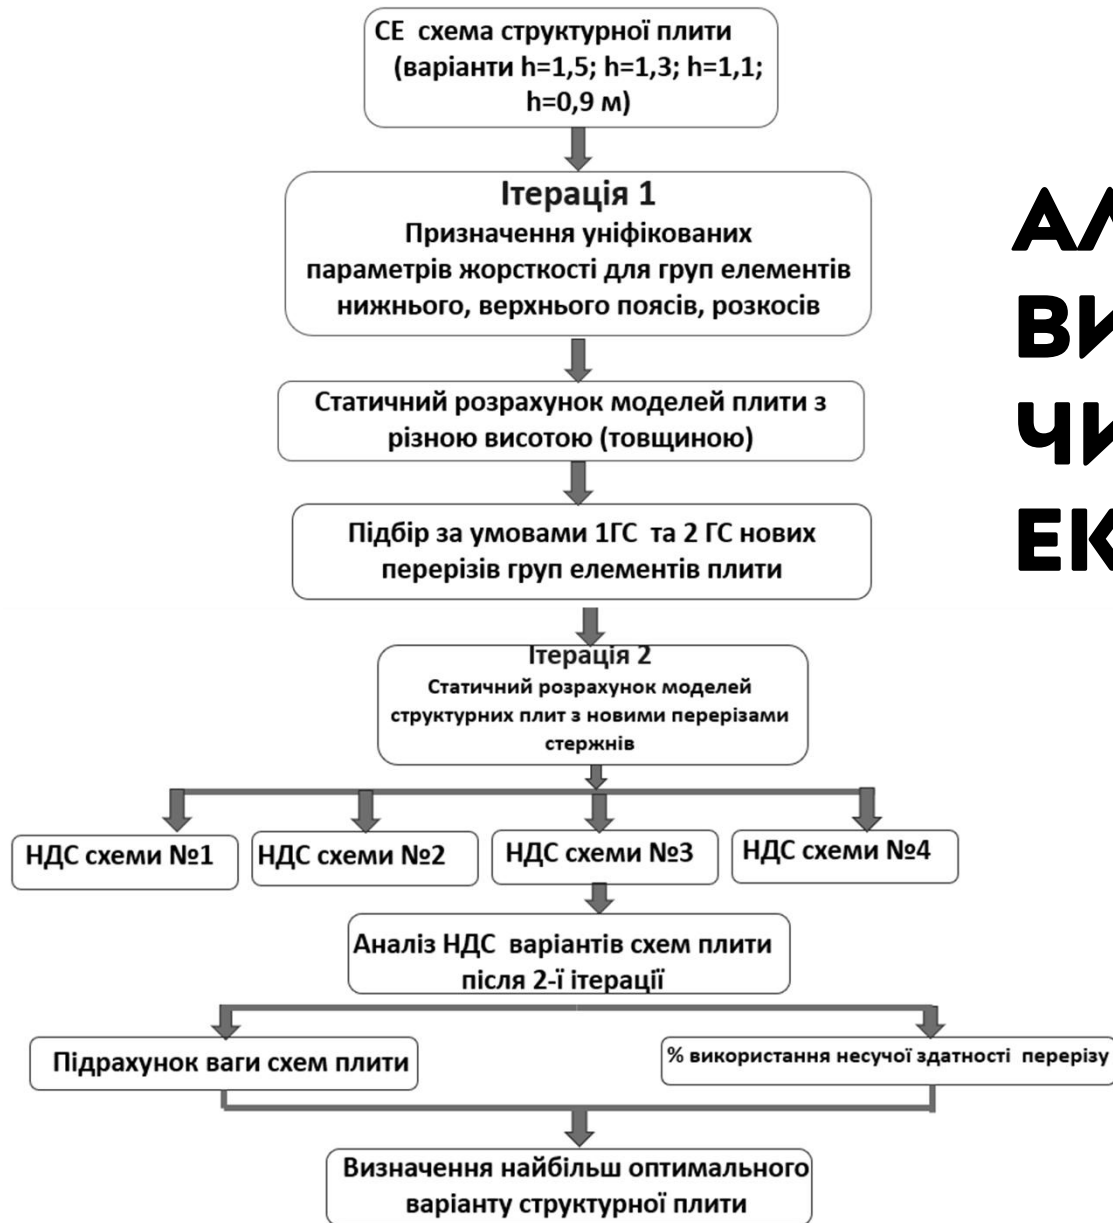 СЕ схема структурної плити
(варіанти h=1,5; h=1,3; h=1,1;
h=0,9 м)
Ітерація 1
Призначення уніфікованих
параметрів жорсткості для груп елементів
нижнього, верхнього поясів, розкосів
Статичний розрахунок моделей плити з
різною висотою (товщиною)
Підбір за умовами 1ГС та 2 ГС нових
перерізів груп елементів плити
Ітерація 2
Статичний розрахунок моделей
структурних плит з новими перерізами
стержнів
НДС схеми №1
НДС схеми №2
НДС схеми №3
НДС схеми №4
Аналіз НДС варіантів схем плити
після 2-ї ітерації
Підрахунок ваги схем плити
% використання несучої здатності перерізу
Визначення найбільш оптимального
варіанту структурної плити